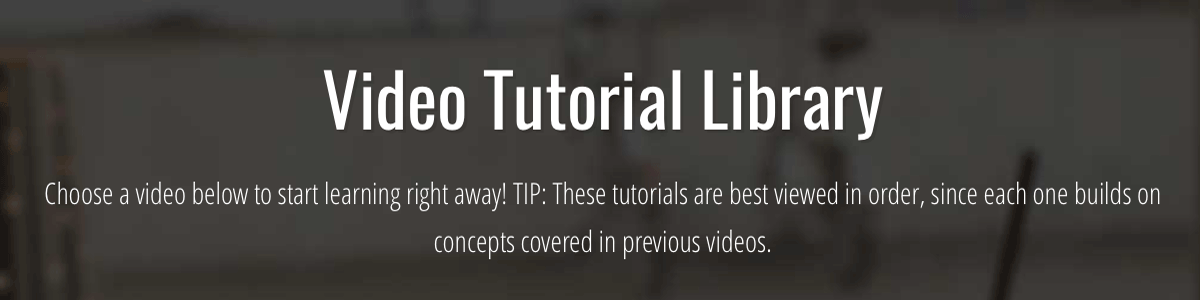 Video Tutorial Library
Choose a video below to start learning right away! TIP: These tutorials are best viewed in order, since each one builds on
concepts covered in previous videos.